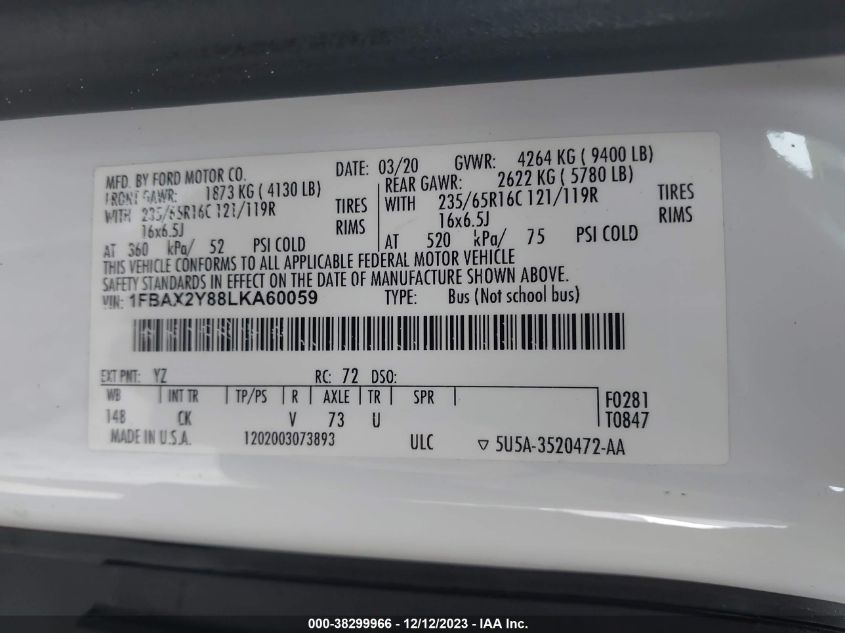 MFD. BY FORD MOTOR CO.
DATE: 03/20 GVWR: 4264 KG ( 9400 LB)
FRONT GAWR: 1873 KG ( 4130 LB)
REAR GAWR: 2622 KG ( 5780 LB)
WITH 235/65R16C 121/119R TIRES
WITH 235/65R16C 121/119R TIRES
16x6.5J RIMS
16x6.5J RIMS
AT 360 kPa/ 52 PSI COLD
AT 520 kPa/ 75 PSI COLD
THIS VEHICLE CONFORMS TO ALL APPLICABLE FEDERAL MOTOR VEHICLE
SAFETY STANDARDS IN EFFECT ON THE DATE OF MANUFACTURE SHOWN ABOVE.
VIN: 1FBAX2Y88LKA60059 TYPE: Bus (Not school bus)
EXT PNT: YZ RC: 72 DSO:
WB INT TR TP/PS R AXLE TR SPR F0281
148 CK V 73 U T0847
MADE IN U.S.A. 1202003073893 ULC ▽ 5U5A-3520472-AA
000-38299966 - 12/12/2023 - IAA Inc.